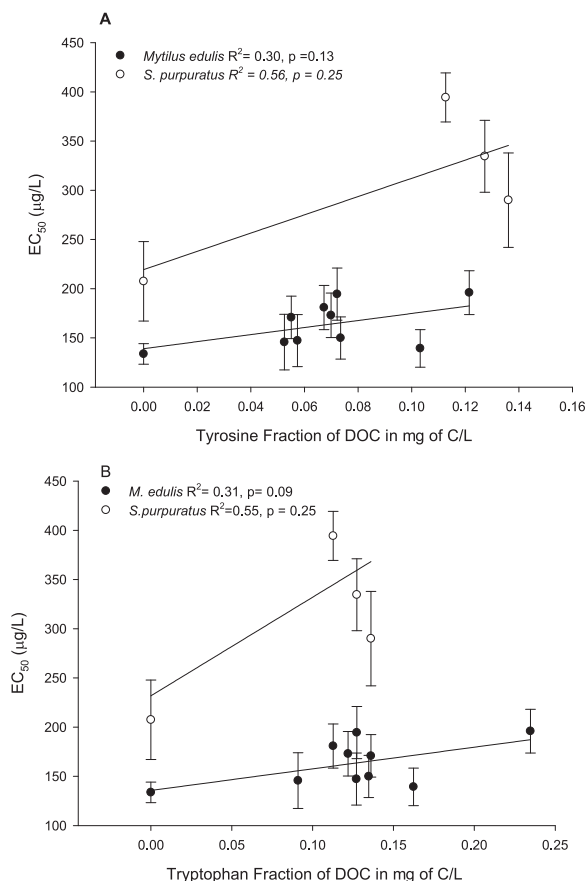 A
Mytilus edulis R²= 0.30, p =0.13
S. purpuratus R² = 0.56, p = 0.25
450
400
350
300
250
200
150
100
EC₅₀ (µg/L)
0.00 0.02 0.04 0.06 0.08 0.10 0.12 0.14 0.16
Tyrosine Fraction of DOC in mg of C/L
B
M. edulis R²= 0.31, p= 0.09
S.purpuratus R²=0.55, p = 0.25
450
400
350
300
250
200
150
100
EC₅₀ (µg/L)
0.00 0.05 0.10 0.15 0.20 0.25
Tryptophan Fraction of DOC in mg of C/L